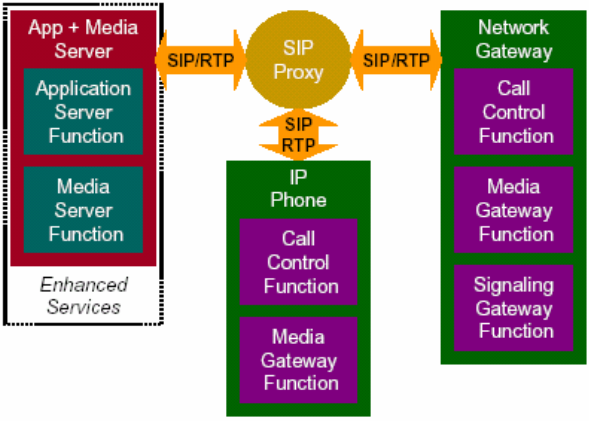 App + Media
Server
Application
Server
Function
Media
Server
Function
Enhanced
Services
SIP/RTP
SIP
Proxy
SIP/RTP
SIP
RTP
IP
Phone
Call
Control
Function
Media
Gateway
Function
Network
Gateway
Call
Control
Function
Media
Gateway
Function
Signaling
Gateway
Function